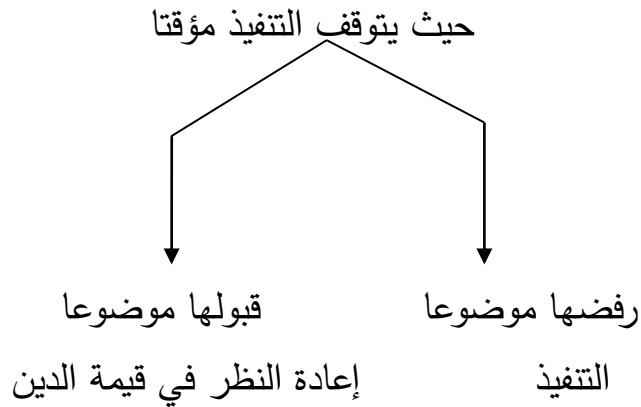 حيث يتوقف التنفيذ مؤقتا
رفضها موضوعا قبولها موضوعا
التنفيذ إعادة النظر في قيمة الدين